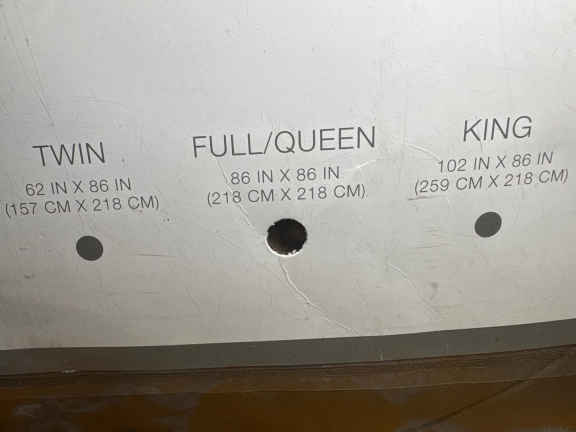 TWIN
62 IN X 86 IN
(157 CM X 218 CM)
FULL/QUEEN
86 IN X 86 IN
(218 CM X 218 CM)
KING
102 IN X 86 IN
(259 CM X 218 CM)